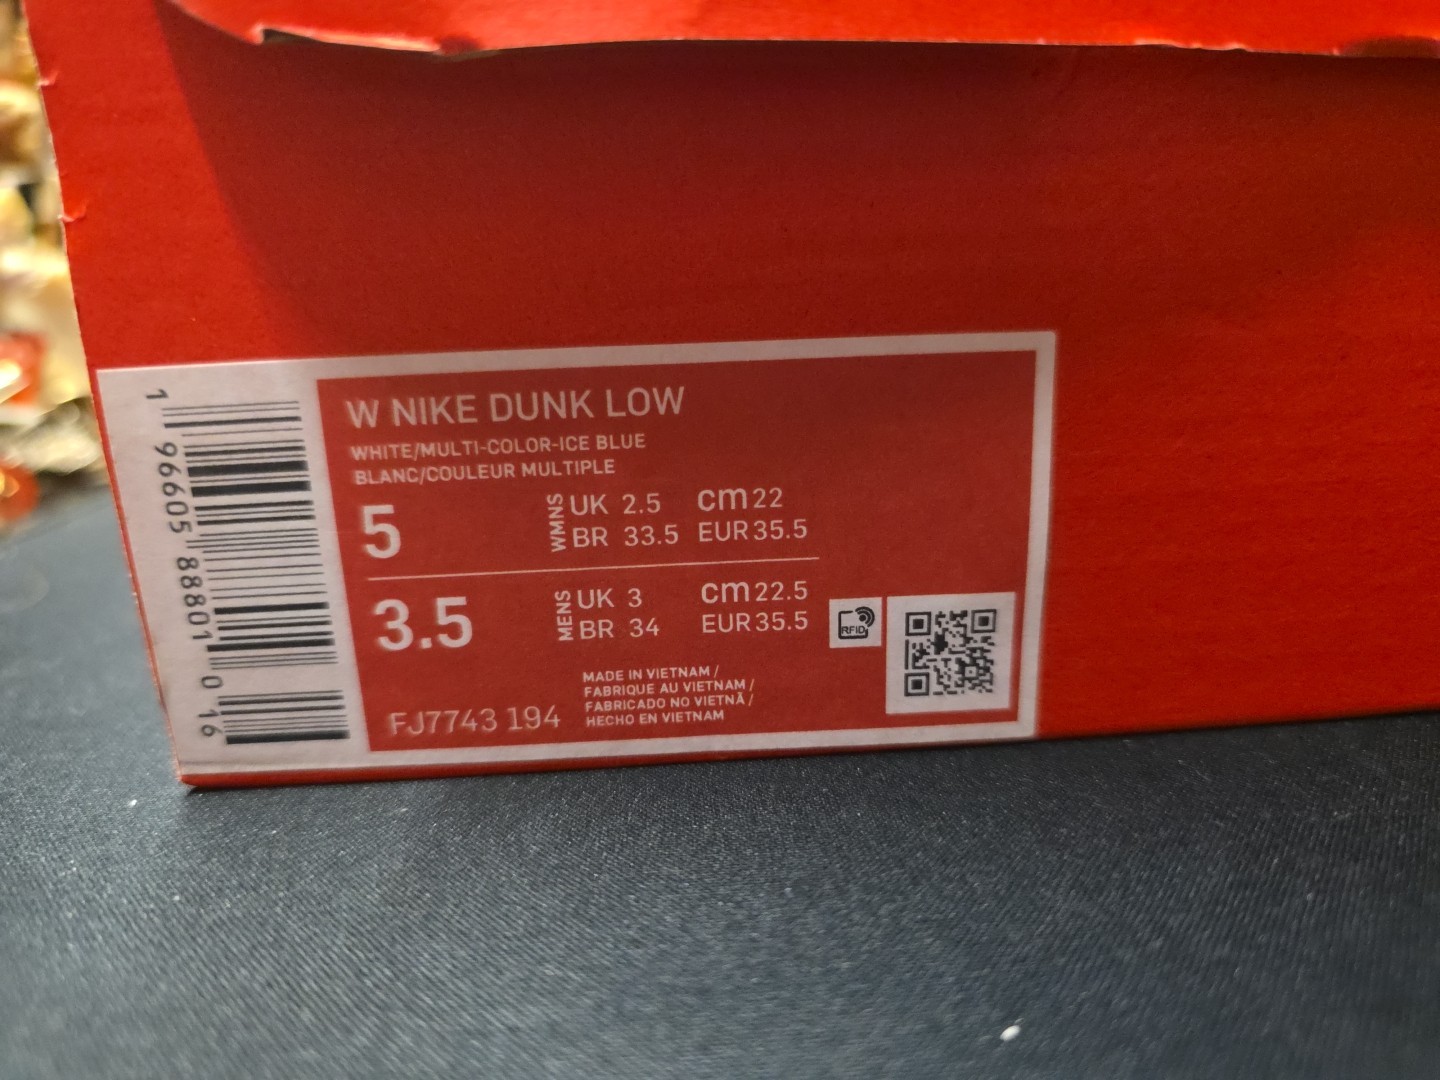 W NIKE DUNK LOW
WHITE/MULTI-COLOR-ICE BLUE
BLANC/COULEUR MULTIPLE
5 WMNS UK 2.5 cm 22
BR 33.5 EUR 35.5
3.5 MENS UK 3 cm 22.5
BR 34 EUR 35.5
MADE IN VIETNAM /
FABRIQUE AU VIETNAM /
FABRICADO NO VIETNÃ /
HECHO EN VIETNAM
FJ7743 194
RFID
1 96605 88801 0 16